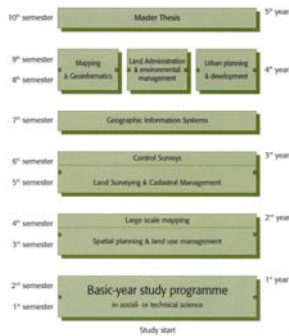 10th semester
Master Thesis
5th year
9th semester
8th semester
Mapping
& Geoinformatics
Land Administration
& environmental
management
Urban planning
& development
4th year
7th semester
Geographic Information Systems
6th semester
Control Surveys
3rd year
5th semester
Land Surveying & Cadastral Management
4th semester
Large scale mapping
2nd year
3rd semester
Spatial planning & land use management
2nd semester
Basic-year study programme
1st year
1st semester
in social- or technical science
Study start